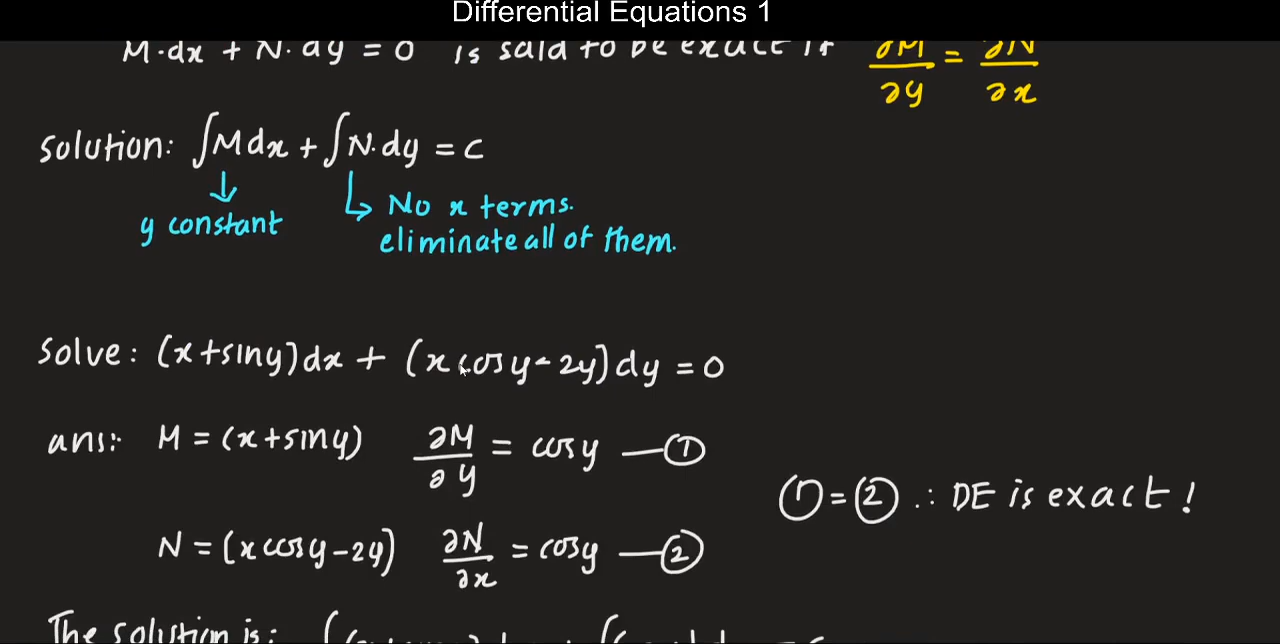 Differential Equations 1
M·dx + N·dy = 0 is said to be exact if ∂M/∂y = ∂N/∂x
Solution: ∫Mdx + ∫N·dy = c
y constant
No x terms.
eliminate all of them.
Solve: (x+siny)dx + (x cosy - 2y)dy = 0
ans: M = (x+siny) ∂M/∂y = cosy —①
① = ② ∴ DE is exact!
N = (x cosy - 2y) ∂N/∂x = cosy —②
The solution is: